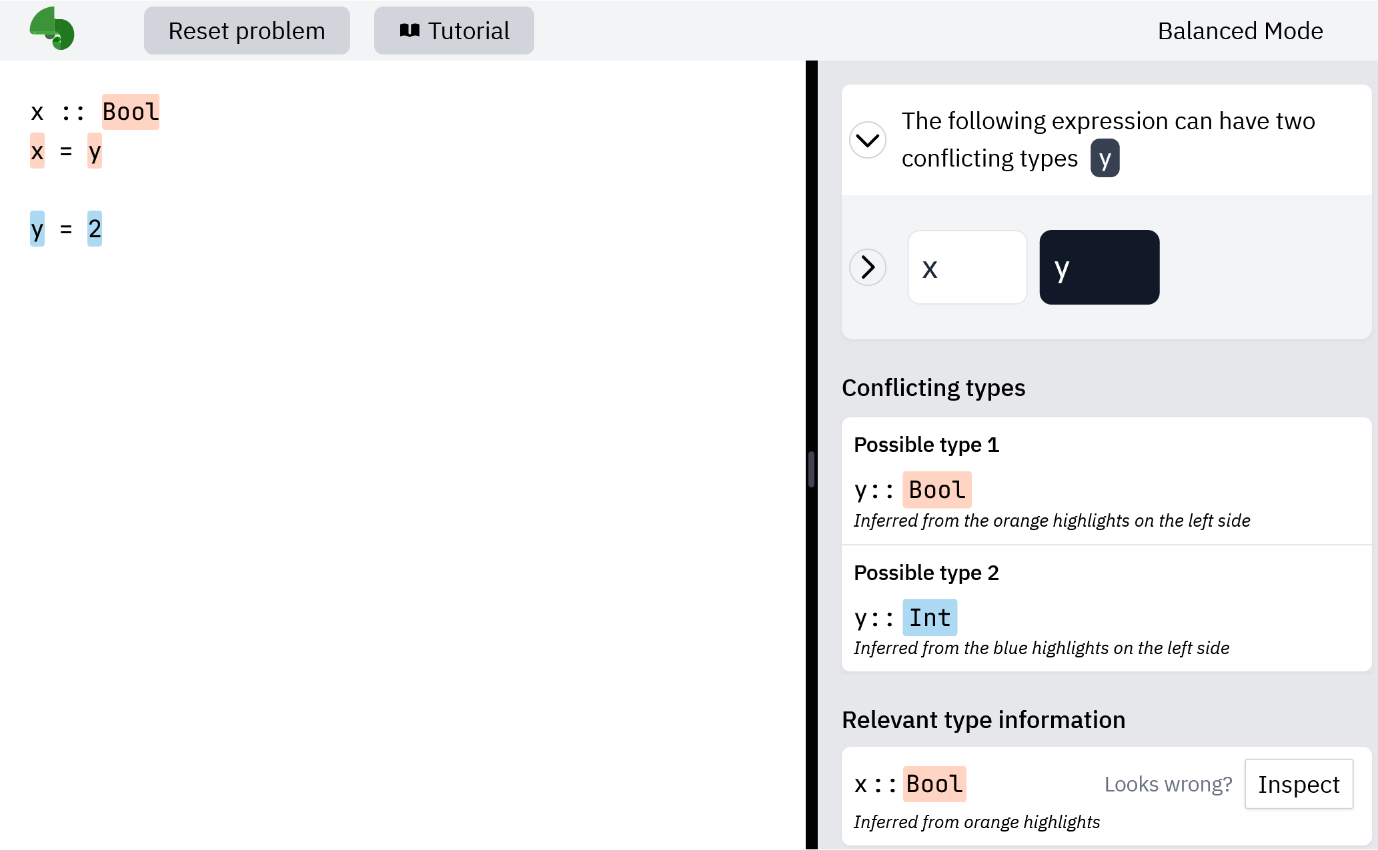 Reset problem
Tutorial
Balanced Mode
x :: Bool
x = y
y = 2
The following expression can have two
conflicting types y
x
y
Conflicting types
Possible type 1
y:: Bool
Inferred from the orange highlights on the left side
Possible type 2
y:: Int
Inferred from the blue highlights on the left side
Relevant type information
x::Bool
Looks wrong?
Inspect
Inferred from orange highlights